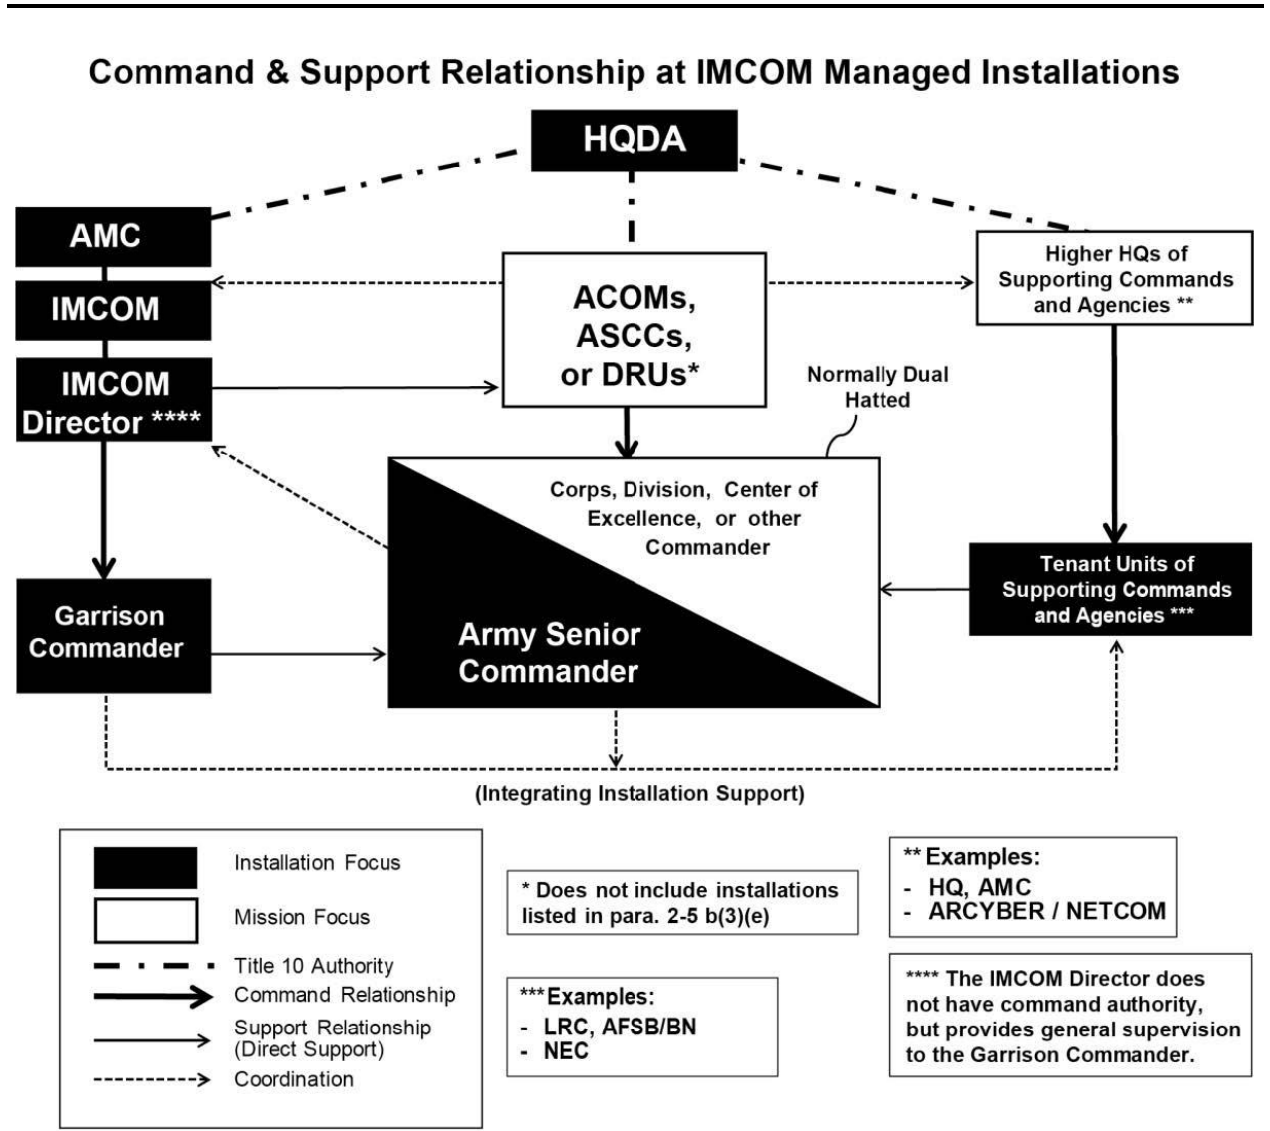 Command & Support Relationship at IMCOM Managed Installations
HQDA
AMC
IMCOM
IMCOM
Director ****
Garrison
Commander
ACOMs,
ASCCs,
or DRUs*
Higher HQs of
Supporting Commands
and Agencies **
Normally Dual
Hatted
Corps, Division, Center of
Excellence, or other
Commander
Army Senior
Commander
Tenant Units of
Supporting Commands
and Agencies ***
(Integrating Installation Support)
Installation Focus
Mission Focus
Title 10 Authority
Command Relationship
Support Relationship
(Direct Support)
Coordination
* Does not include installations
listed in para. 2-5 b(3)(e)
*** Examples:
- LRC, AFSB/BN
- NEC
** Examples:
- HQ, AMC
- ARCYBER / NETCOM
**** The IMCOM Director does
not have command authority,
but provides general supervision
to the Garrison Commander.